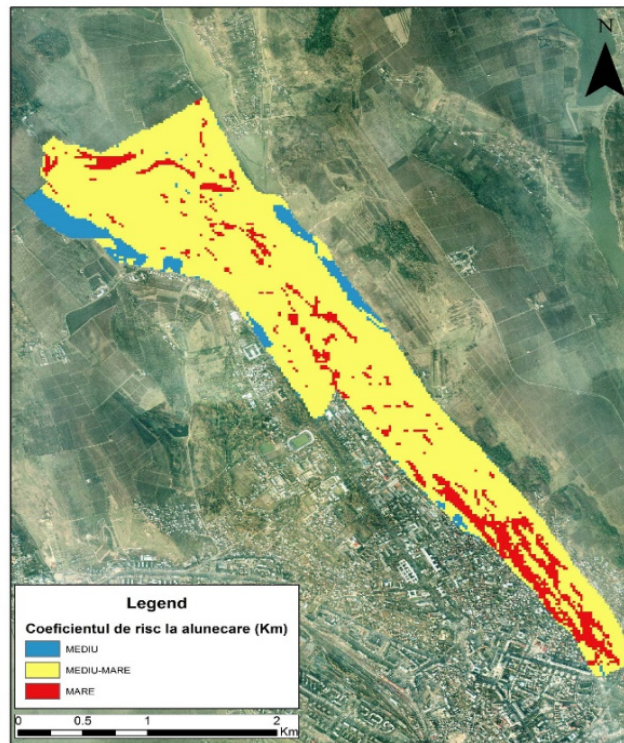 N
Legend
Coeficientul de risc la alunecare (Km)
MEDIU
MEDIU-MARE
MARE
0 0.5 1 2
Km